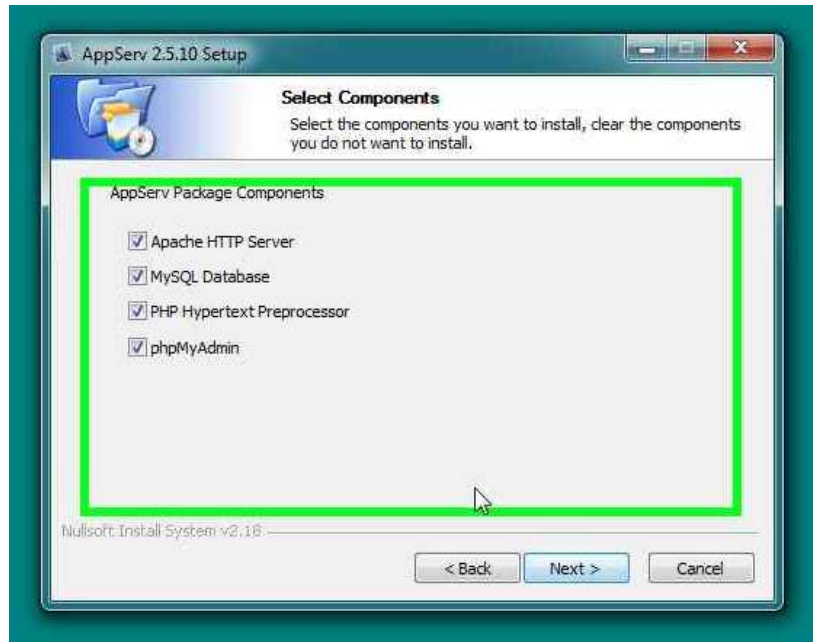 AppServ 2.5.10 Setup
Select Components
Select the components you want to install, clear the components
you do not want to install.
AppServ Package Components
Apache HTTP Server
MySQL Database
PHP Hypertext Preprocessor
phpMyAdmin
Nullsoft Install System v2.18
< Back Next > Cancel